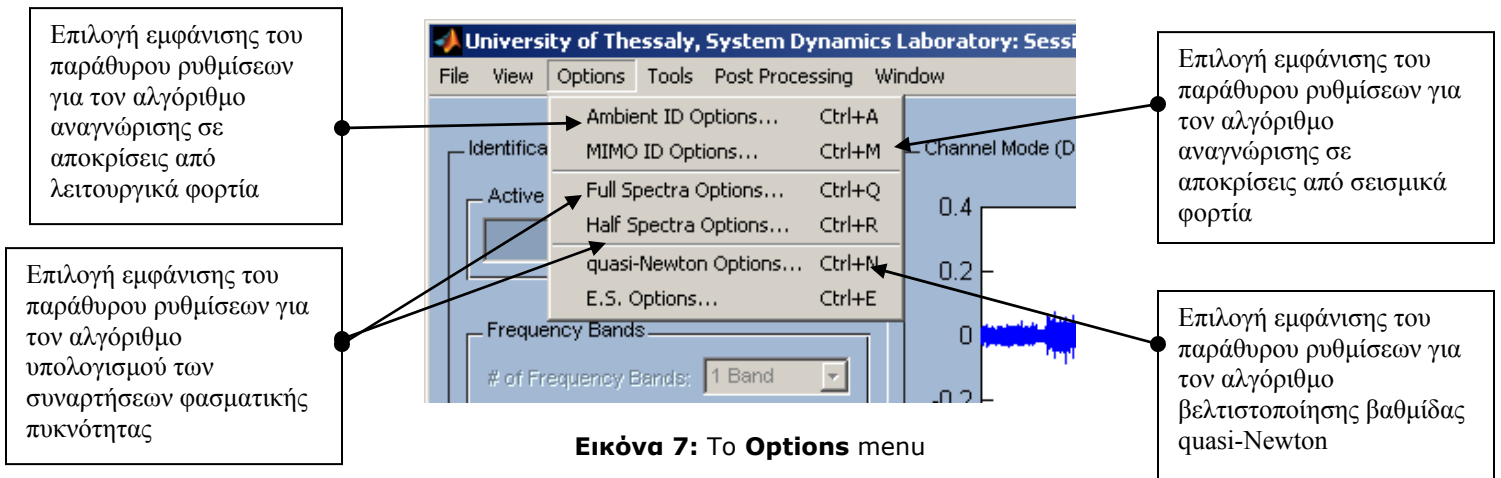 Επιλογή εμφάνισης του
παράθυρου ρυθμίσεων
για τον αλγόριθμο
αναγνώρισης σε
αποκρίσεις από
λειτουργικά φορτία
Επιλογή εμφάνισης του
παράθυρου ρυθμίσεων για
τον αλγόριθμο
υπολογισμού των
συναρτήσεων φασματικής
πυκνότητας
University of Thessaly, System Dynamics Laboratory: Sessi
File View Options Tools Post Processing Window
Ambient ID Options... Ctrl+A
MIMO ID Options... Ctrl+M
Full Spectra Options... Ctrl+Q
Half Spectra Options... Ctrl+R
quasi-Newton Options... Ctrl+N
E.S. Options... Ctrl+E
Identifica
Active
Frequency Bands
# of Frequency Bands: 1 Band
Channel Mode (D
0.4
0.2
0
-0.2
Επιλογή εμφάνισης του
παράθυρου ρυθμίσεων για
τον αλγόριθμο
αναγνώρισης σε
αποκρίσεις από σεισμικά
φορτία
Επιλογή εμφάνισης του
παράθυρου ρυθμίσεων για
τον αλγόριθμο
βελτιστοποίησης βαθμίδας
quasi-Newton
Εικόνα 7: Το Options menu